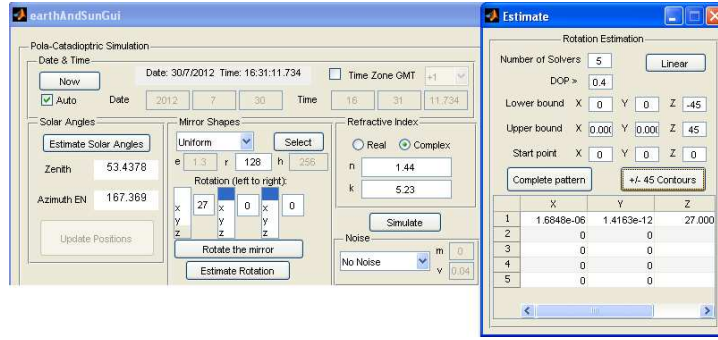 earthAndSunGui
Pola-Catadioptric Simulation
Date & Time
Now
Date: 30/7/2012 Time: 16:31:11.734
Time Zone GMT +1
Auto Date 2012 7 30 Time 16 31 11.734
Solar Angles
Estimate Solar Angles
Zenith 53.4378
Azimuth EN 167.369
Update Positions
Mirror Shapes
Uniform Select
e 1.3 r 128 h 256
Rotation (left to right):
x y z 27 x y z 0 x y z 0
Rotate the mirror
Estimate Rotation
Refractive Index
Real Complex
n 1.44
k 5.23
Simulate
Noise
No Noise m 0
v 0.04
Estimate
Rotation Estimation
Number of Solvers 5 Linear
DOP > 0.4
Lower bound X 0 Y 0 Z -45
Upper bound X 0.00( Y 0.00( Z 45
Start point X 0 Y 0 Z 0
Complete pattern +/- 45 Contours
X Y Z
1 1.6848e-06 1.4163e-12 27.000
2 0 0
3 0 0
4 0 0
5 0 0